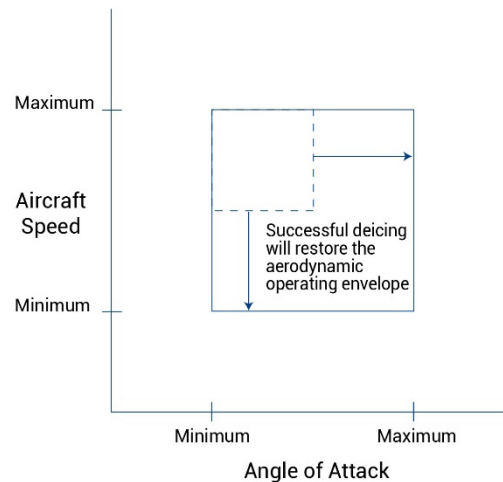 Maximum
Aircraft
Speed
Successful deicing
will restore the
aerodynamic
operating envelope
Minimum
Minimum
Maximum
Angle of Attack